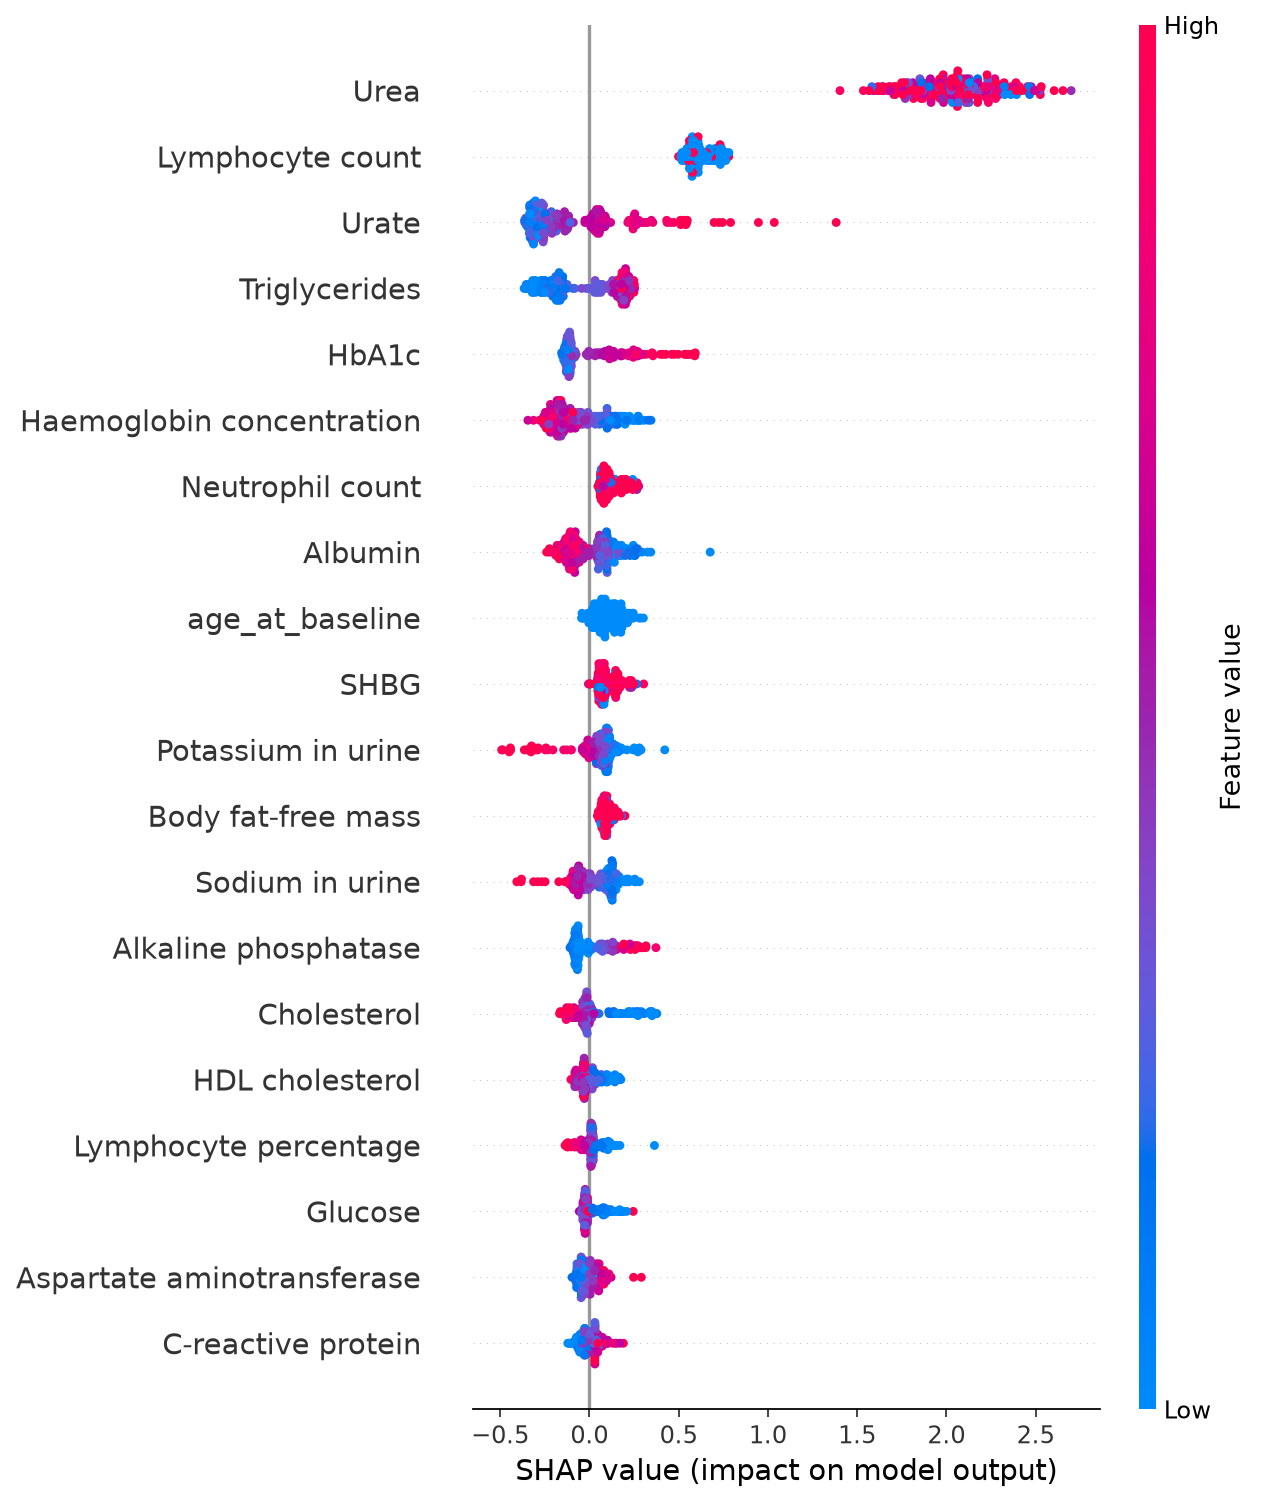 High
Urea
Lymphocyte count
Urate
Triglycerides
HbA1c
Haemoglobin concentration
Neutrophil count
Albumin
age_at_baseline
SHBG
Potassium in urine
Body fat-free mass
Sodium in urine
Alkaline phosphatase
Cholesterol
HDL cholesterol
Lymphocyte percentage
Glucose
Aspartate aminotransferase
C-reactive protein
Feature value
Low
−0.5 0.0 0.5 1.0 1.5 2.0 2.5
SHAP value (impact on model output)